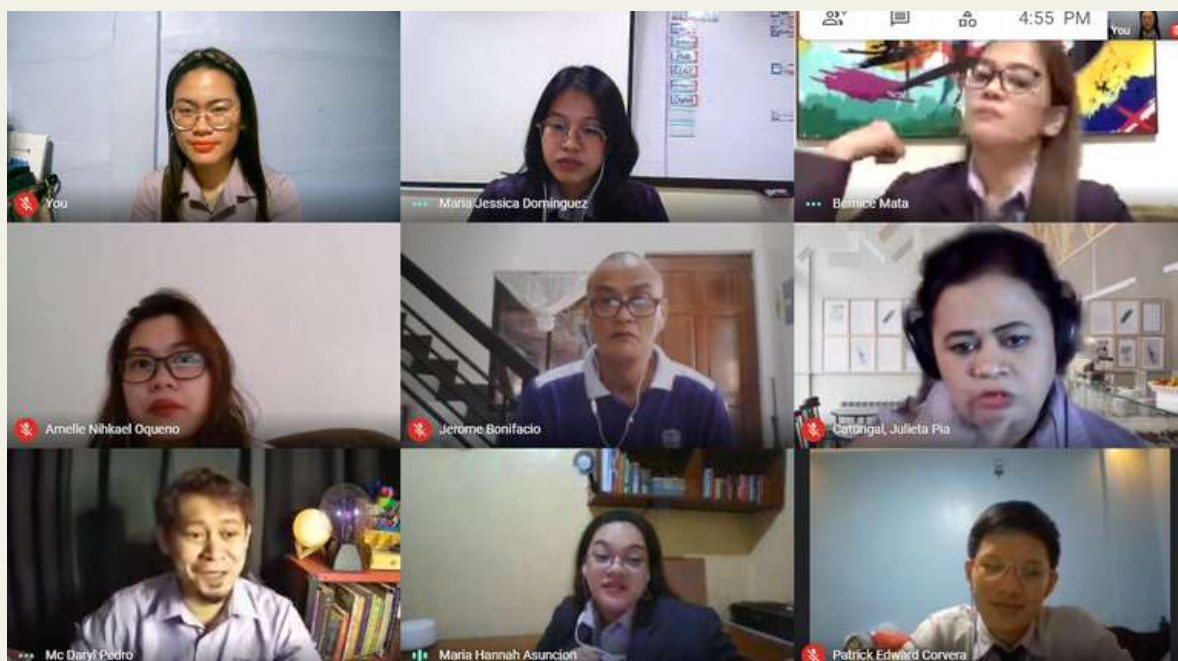 4:55 PM
You
You
Maria Jessica Dominguez
Bernice Mata
Arnelle Nihkael Oqueno
Jerome Bonifacio
Catungal, Julieta Pia
Mc Daryl Pedro
Maria Hannah Asuncion
Patrick Edward Corvera